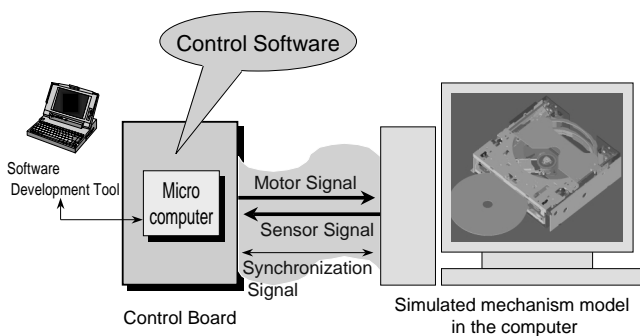 Control Software
Software
Development Tool
Micro
computer
Motor Signal
Sensor Signal
Synchronization
Signal
Control Board
Simulated mechanism model
in the computer